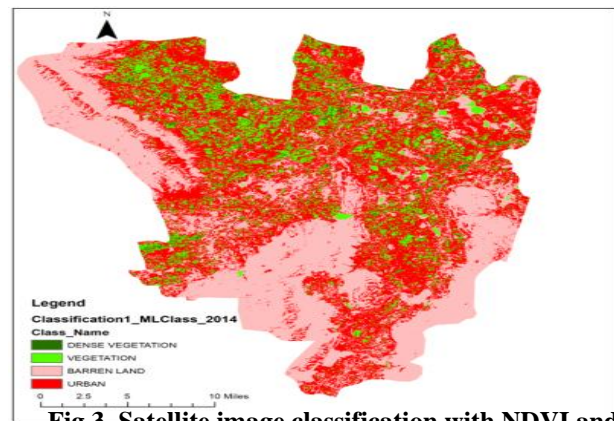 N
Legend
Classification1_MLClass_2014
Class_Name
DENSE VEGETATION
VEGETATION
BARREN LAND
URBAN
0 2.5 5 10 Miles
Fig 3. Satellite image classification with NDVI and